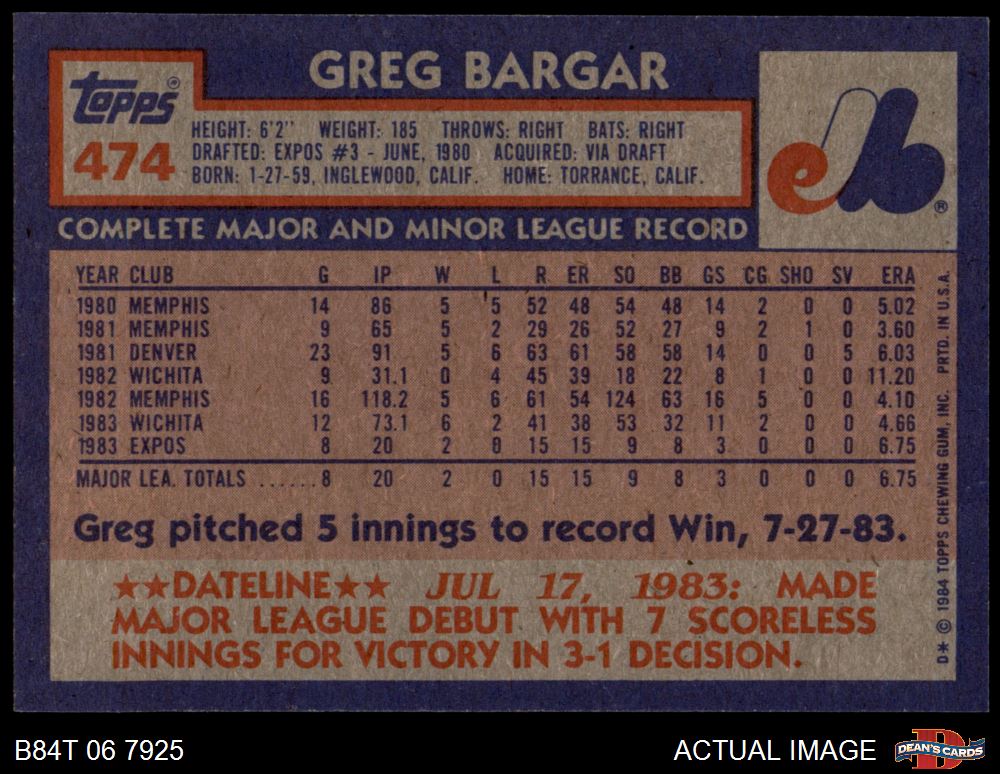 GREG BARGAR
Topps®
474
HEIGHT: 6'2" WEIGHT: 185 THROWS: RIGHT BATS: RIGHT
DRAFTED: EXPOS #3 - JUNE, 1980 ACQUIRED: VIA DRAFT
BORN: 1-27-59, INGLEWOOD, CALIF. HOME: TORRANCE, CALIF.
eb®
COMPLETE MAJOR AND MINOR LEAGUE RECORD
YEAR CLUB G IP W L R ER SO BB GS CG SHO SV ERA
1980 MEMPHIS 14 86 5 5 52 48 54 48 14 2 0 0 5.02
1981 MEMPHIS 9 65 5 2 29 26 52 27 9 2 1 0 3.60
1981 DENVER 23 91 5 6 63 61 58 58 14 0 0 5 6.03
1982 WICHITA 9 31.1 0 4 45 39 18 22 8 1 0 0 11.20
1982 MEMPHIS 16 118.2 5 6 61 54 124 63 16 5 0 0 4.10
1983 WICHITA 12 73.1 6 2 41 38 53 32 11 2 0 0 4.66
1983 EXPOS 8 20 2 0 15 15 9 8 3 0 0 0 6.75
MAJOR LEA. TOTALS ......8 20 2 0 15 15 9 8 3 0 0 0 6.75
Greg pitched 5 innings to record Win, 7-27-83.
★★DATELINE★★ JUL 17, 1983: MADE
MAJOR LEAGUE DEBUT WITH 7 SCORELESS
INNINGS FOR VICTORY IN 3-1 DECISION.
D* © 1984 TOPPS CHEWING GUM, INC. PRTD. IN U.S.A.
B84T 06 7925
ACTUAL IMAGE
D
DEAN'S CARDS